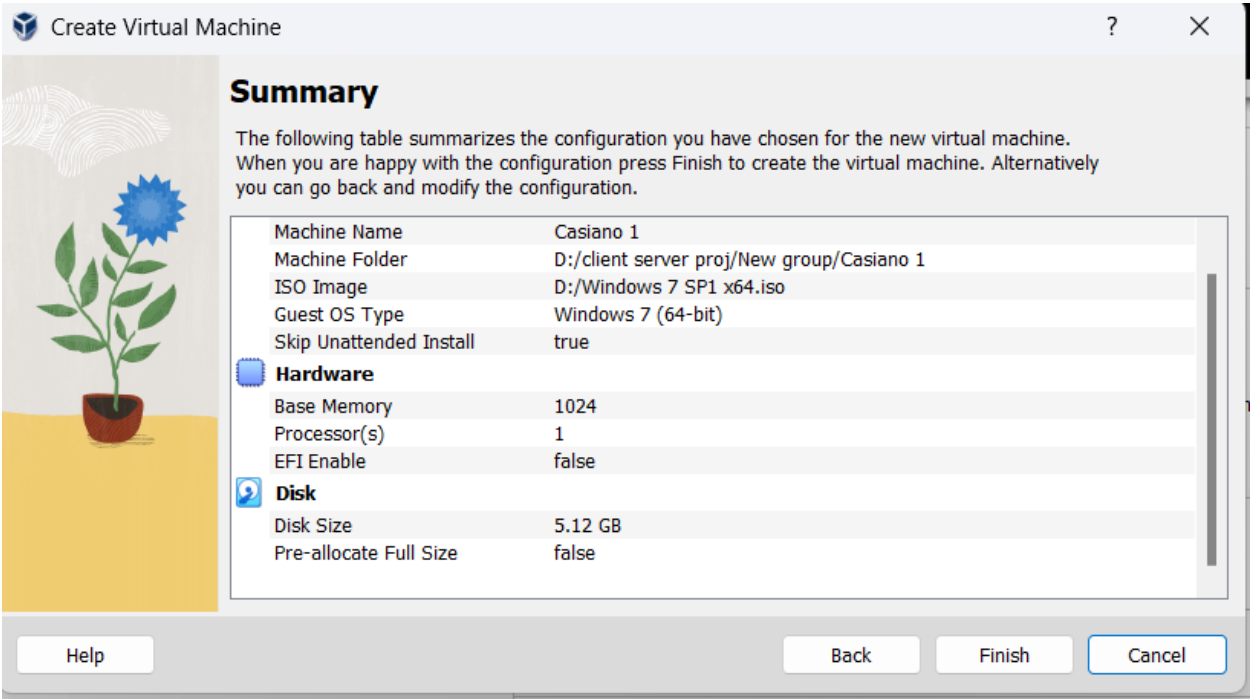 Create Virtual Machine
?
Summary
The following table summarizes the configuration you have chosen for the new virtual machine.
When you are happy with the configuration press Finish to create the virtual machine. Alternatively
you can go back and modify the configuration.
Machine Name Casiano 1
Machine Folder D:/client server proj/New group/Casiano 1
ISO Image D:/Windows 7 SP1 x64.iso
Guest OS Type Windows 7 (64-bit)
Skip Unattended Install true
Hardware
Base Memory 1024
Processor(s) 1
EFI Enable false
Disk
Disk Size 5.12 GB
Pre-allocate Full Size false
Help Back Finish Cancel